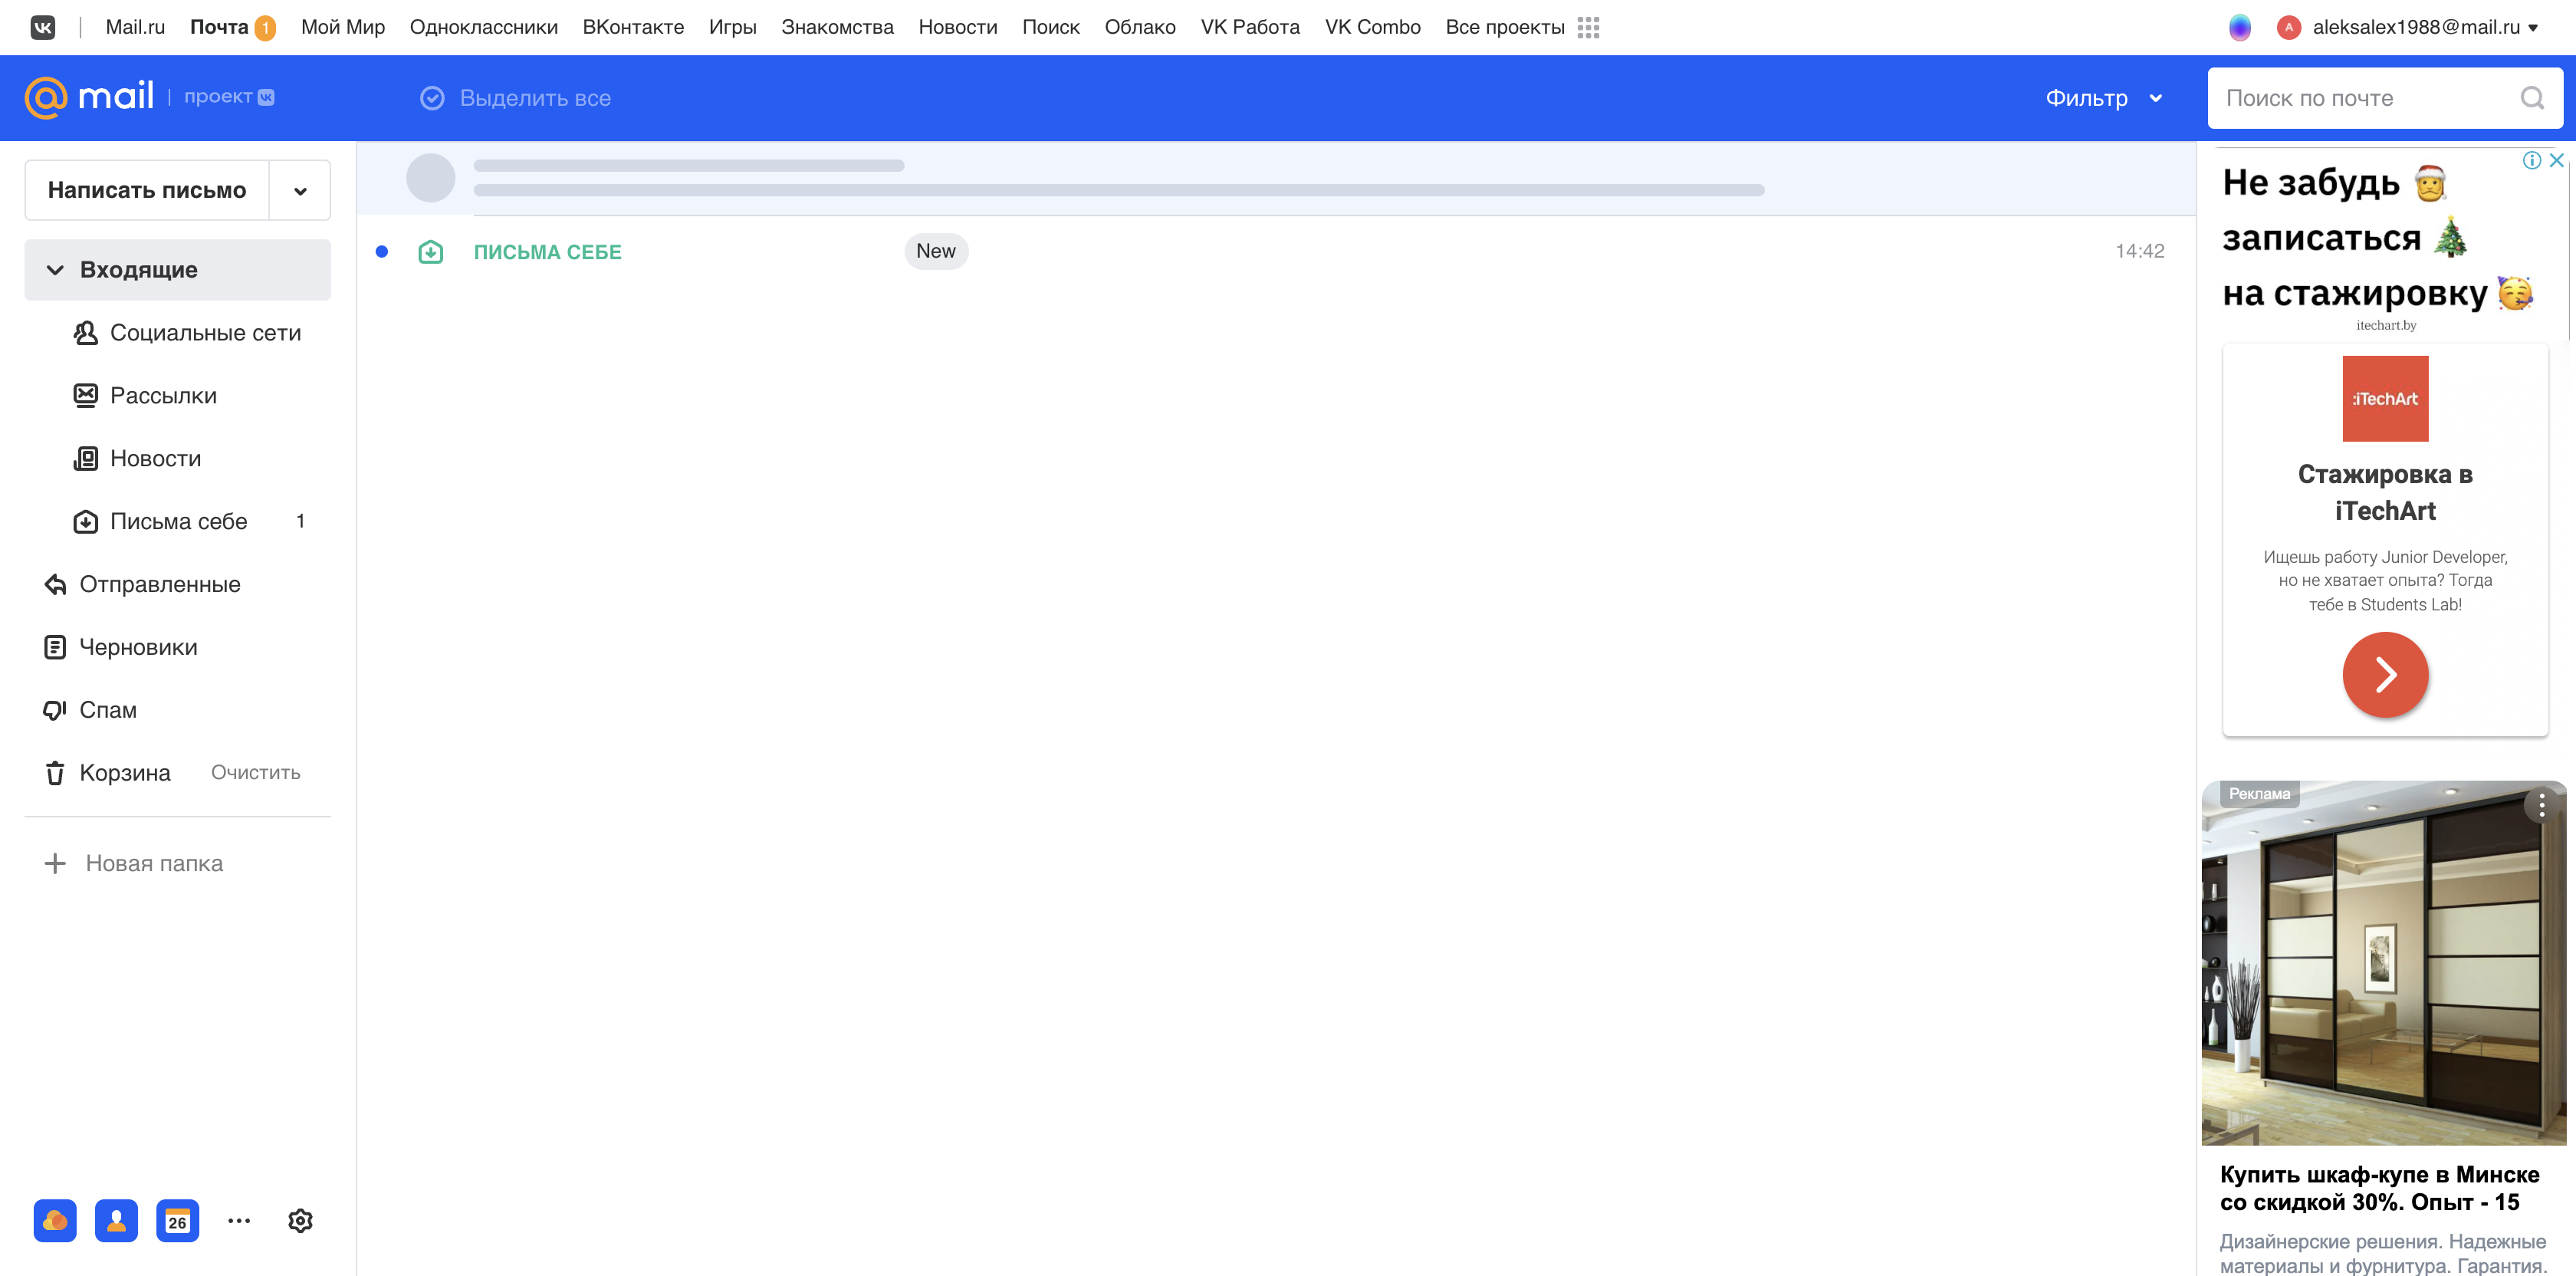 Mail.ru Почта 1 Мой Мир Одноклассники ВКонтакте Игры Знакомства Новости Поиск Облако VK Работа VK Combo Все проекты
A aleksalex1988@mail.ru
@mail проект
Выделить все
Фильтр
Поиск по почте
Написать письмо
Входящие
Социальные сети
Рассылки
Новости
Письма себе 1
Отправленные
Черновики
Спам
Корзина Очистить
Новая папка
26
ПИСЬМА СЕБЕ New 14:42
Не забудь
записаться
на стажировку
itechart.by
:iTechArt
Стажировка в
iTechArt
Ищешь работу Junior Developer,
но не хватает опыта? Тогда
тебе в Students Lab!
Реклама
Купить шкаф-купе в Минске
со скидкой 30%. Опыт - 15
Дизайнерские решения. Надежные
материалы и фурнитура. Гарантия.